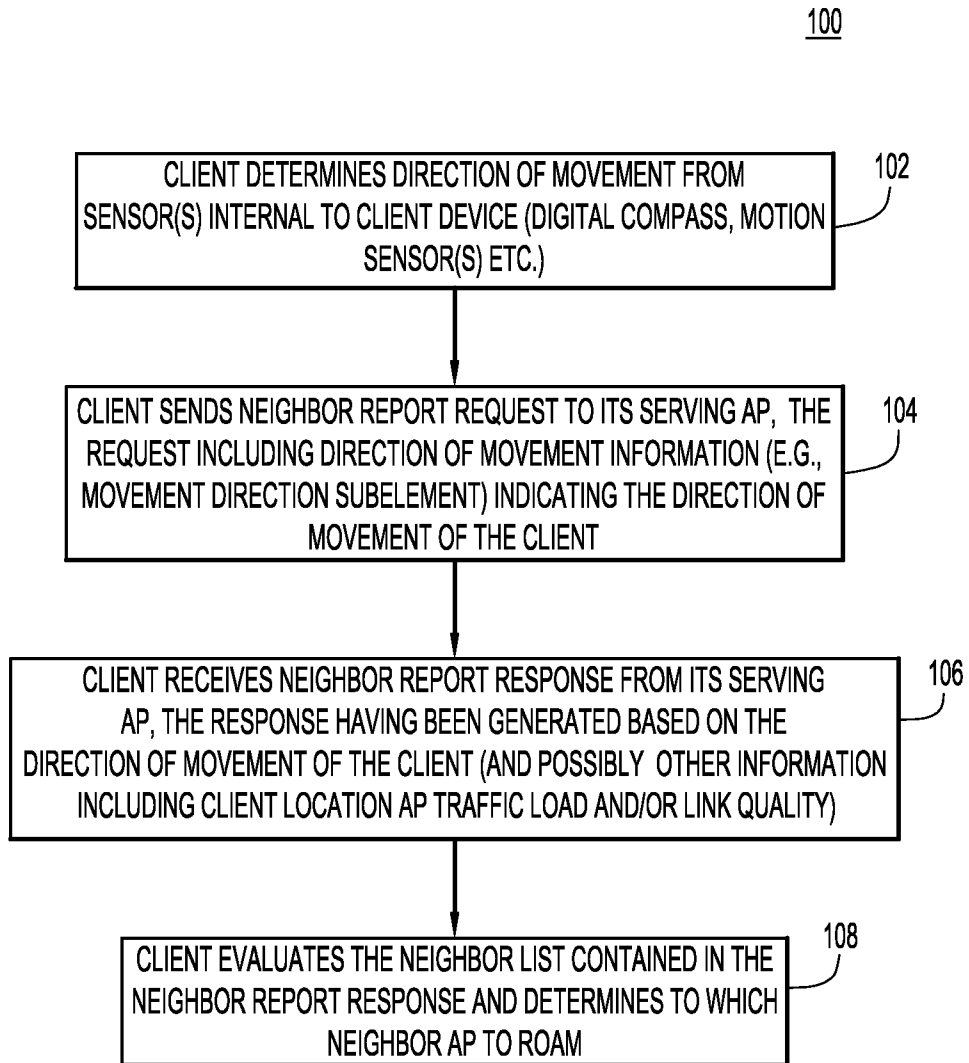 100
CLIENT DETERMINES DIRECTION OF MOVEMENT FROM
SENSOR(S) INTERNAL TO CLIENT DEVICE (DIGITAL COMPASS, MOTION
SENSOR(S) ETC.)
102
CLIENT SENDS NEIGHBOR REPORT REQUEST TO ITS SERVING AP, THE
REQUEST INCLUDING DIRECTION OF MOVEMENT INFORMATION (E.G.,
MOVEMENT DIRECTION SUBELEMENT) INDICATING THE DIRECTION OF
MOVEMENT OF THE CLIENT
104
CLIENT RECEIVES NEIGHBOR REPORT RESPONSE FROM ITS SERVING
AP, THE RESPONSE HAVING BEEN GENERATED BASED ON THE
DIRECTION OF MOVEMENT OF THE CLIENT (AND POSSIBLY OTHER INFORMATION
INCLUDING CLIENT LOCATION AP TRAFFIC LOAD AND/OR LINK QUALITY)
106
CLIENT EVALUATES THE NEIGHBOR LIST CONTAINED IN THE
NEIGHBOR REPORT RESPONSE AND DETERMINES TO WHICH
NEIGHBOR AP TO ROAM
108